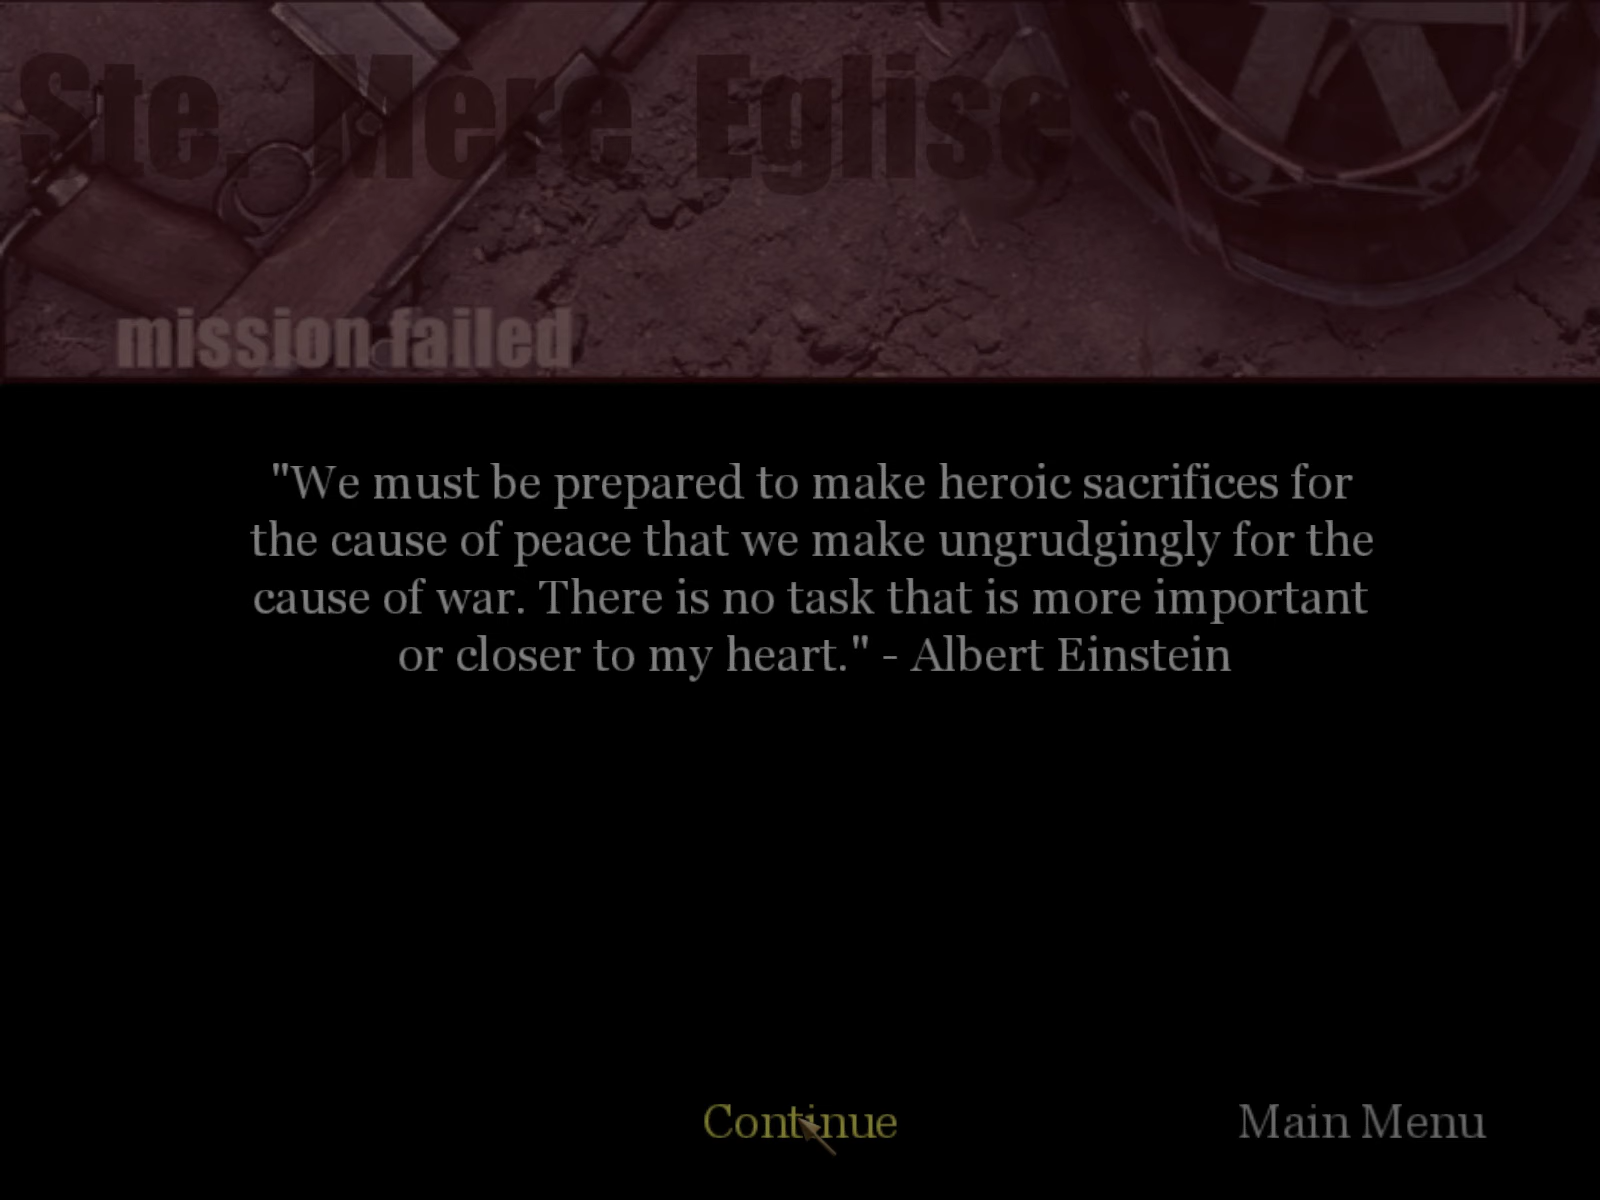 Ste. Mère Eglise
mission failed
"We must be prepared to make heroic sacrifices for
the cause of peace that we make ungrudgingly for the
cause of war. There is no task that is more important
or closer to my heart." - Albert Einstein
Continue
Main Menu